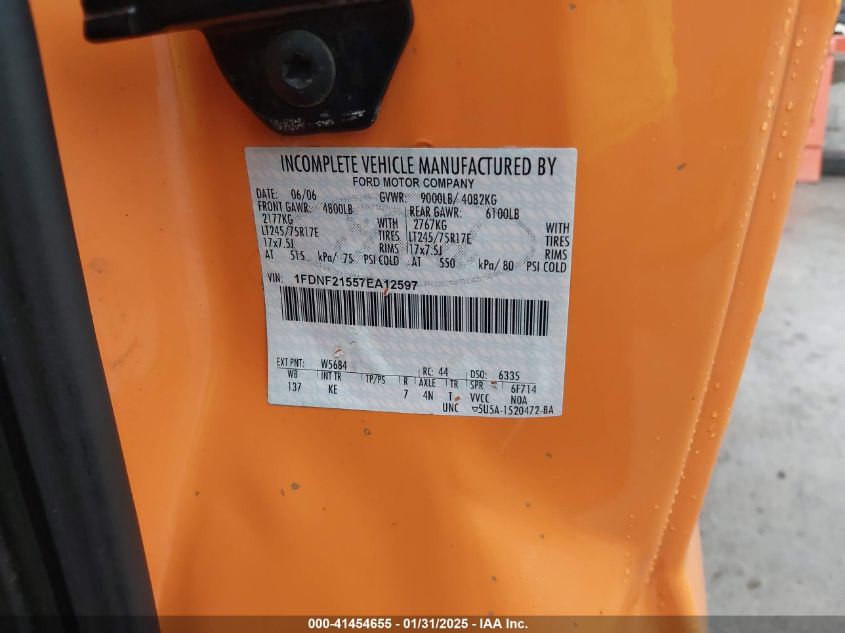 INCOMPLETE VEHICLE MANUFACTURED BY
FORD MOTOR COMPANY
DATE: 06/06 GVWR: 9000LB/ 4082KG
FRONT GAWR: 4800LB REAR GAWR: 6100LB
2177KG WITH 2767KG WITH
LT245/75R17E TIRES LT245/75R17E TIRES
17x7.5J RIMS 17x7.5J RIMS
AT 515 kPa/ 75 PSI COLD AT 550 kPa/ 80 PSI COLD
VIN: 1FDNF21557EA12597
EXT PNT: W5684 RC: 44 DSO: 6335
WB INT TR TP/PS R AXLE TR SPR 6F714
137 KE 7 4N T VVCC NOA
UNC 5U5A-1520472-BA
000-41454655 - 01/31/2025 - IAA Inc.